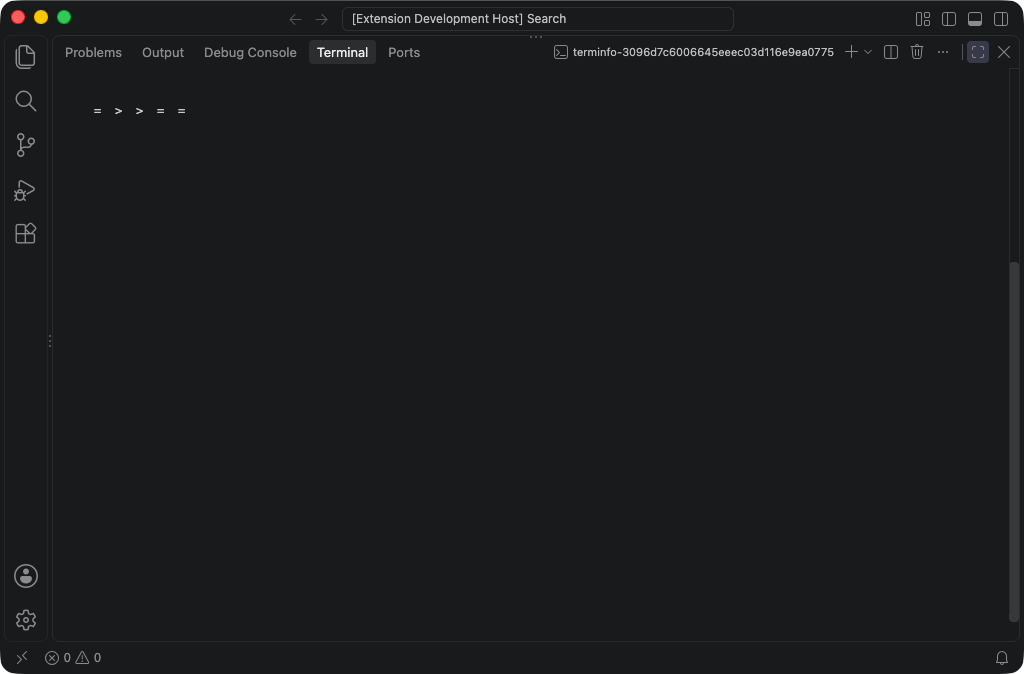 [Extension Development Host] Search
Problems Output Debug Console Terminal Ports
terminfo-3096d7c6006645eeec03d116e9ea0775
= > > = =
0 0